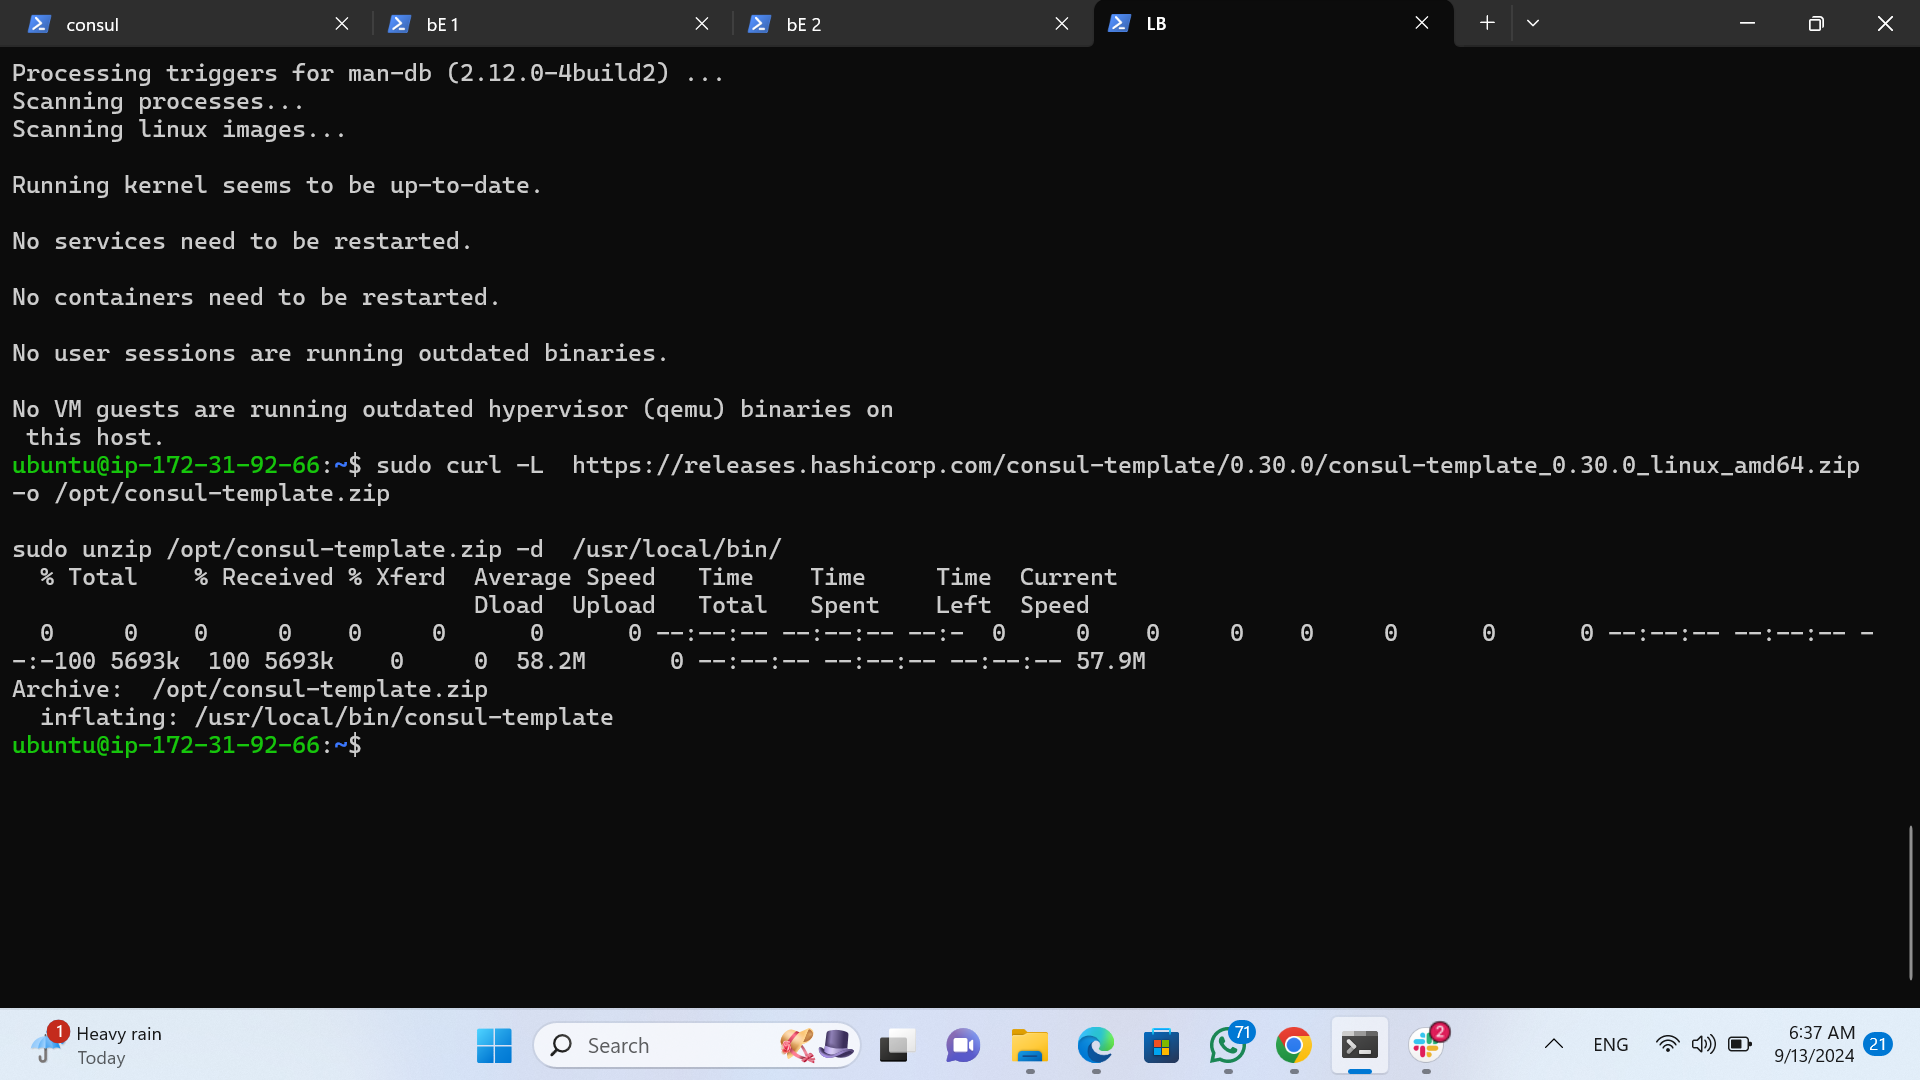 consul
bE 1
bE 2
LB
Processing triggers for man-db (2.12.0-4build2) ...
Scanning processes...
Scanning linux images...
Running kernel seems to be up-to-date.
No services need to be restarted.
No containers need to be restarted.
No user sessions are running outdated binaries.
No VM guests are running outdated hypervisor (qemu) binaries on
 this host.
ubuntu@ip-172-31-92-66:~$ sudo curl -L  https://releases.hashicorp.com/consul-template/0.30.0/consul-template_0.30.0_linux_amd64.zip
-o /opt/consul-template.zip
sudo unzip /opt/consul-template.zip -d  /usr/local/bin/
  % Total    % Received % Xferd  Average Speed   Time    Time     Time  Current
                                 Dload  Upload   Total   Spent    Left  Speed
  0     0    0     0    0     0      0      0 --:--:-- --:--:-- --:-  0     0    0     0    0     0      0      0 --:--:-- --:--:-- -
-:-100 5693k  100 5693k    0     0  58.2M      0 --:--:-- --:--:-- --:--:-- 57.9M
Archive:  /opt/consul-template.zip
  inflating: /usr/local/bin/consul-template
ubuntu@ip-172-31-92-66:~$
1
Heavy rain
Today
Search
71
2
ENG
6:37 AM
9/13/2024
21